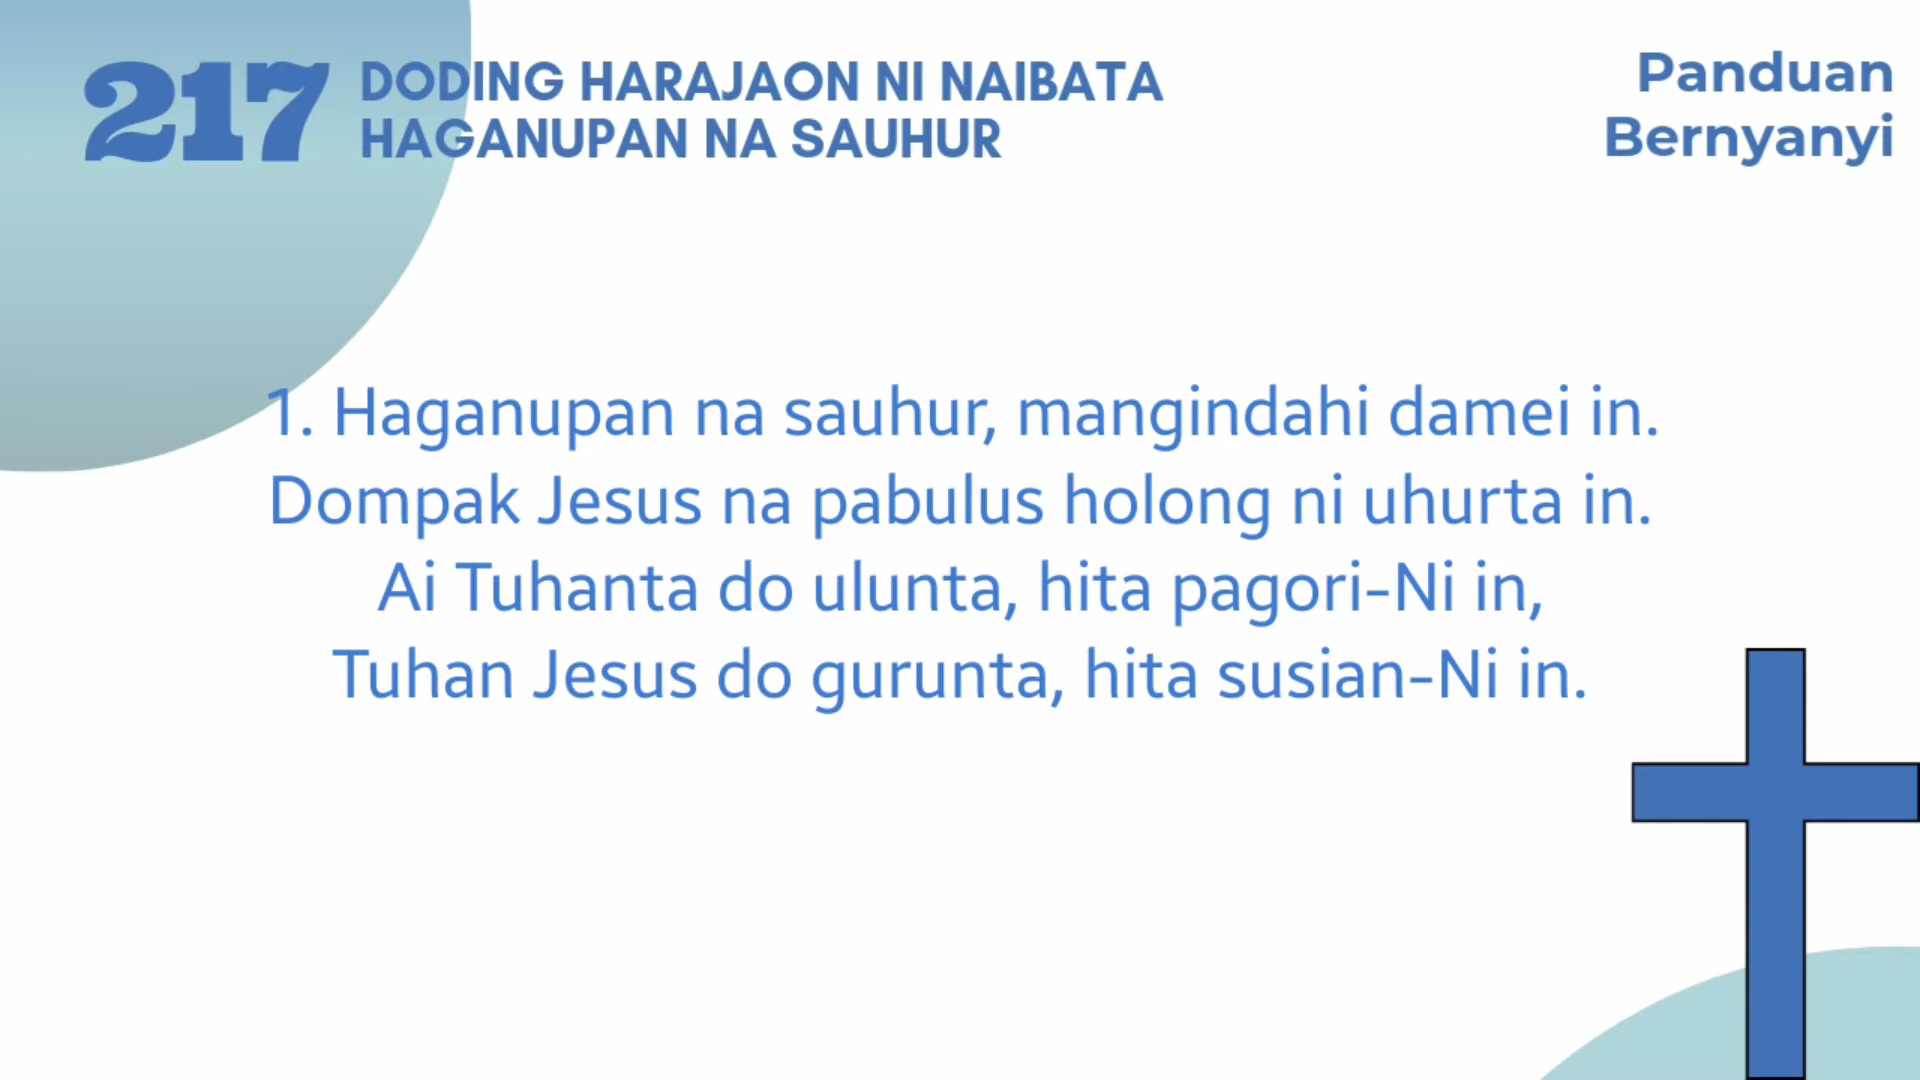 217
DODING HARAJAON NI NAIBATA
HAGANUPAN NA SAUHUR
Panduan
Bernyanyi
1. Haganupan na sauhur, mangindahi damei in.
Dompak Jesus na pabulus holong ni uhurta in.
Ai Tuhanta do ulunta, hita pagori-Ni in,
Tuhan Jesus do gurunta, hita susian-Ni in.